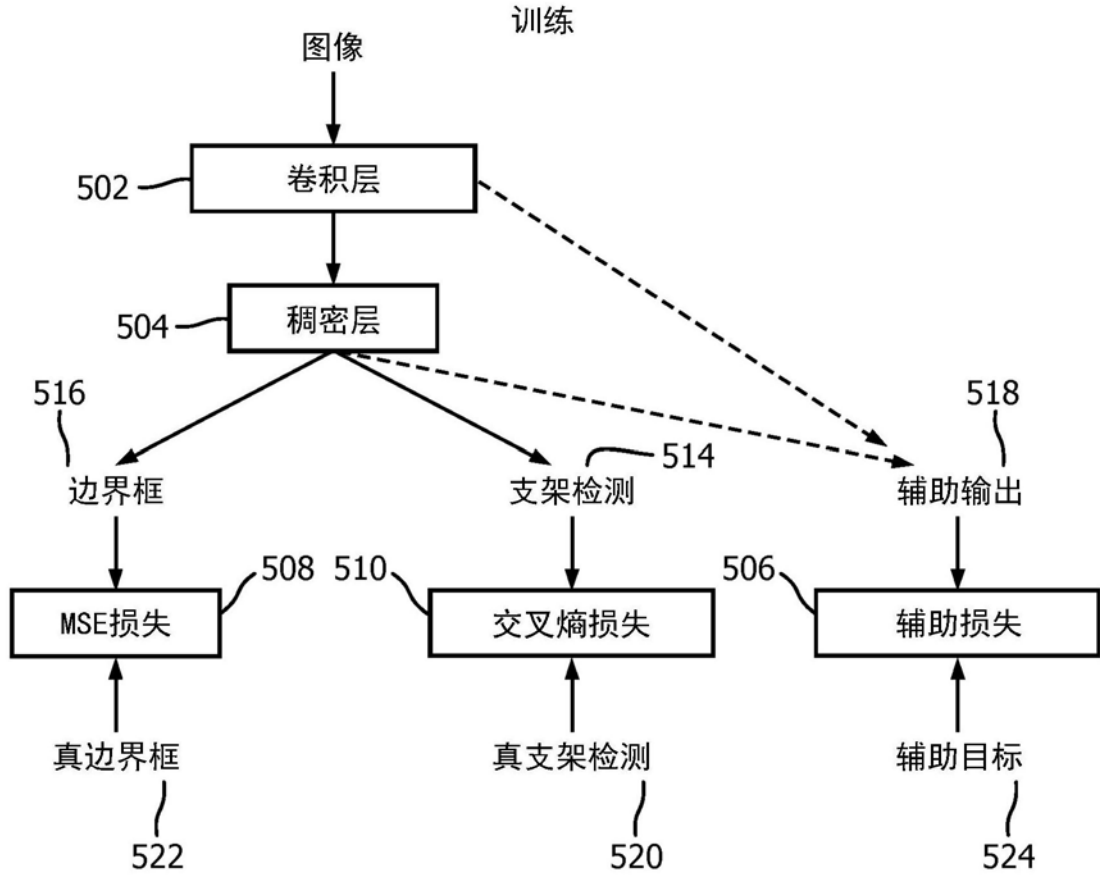 训练
图像
502
卷积层
504
稠密层
516
518
514
边界框
支架检测
辅助输出
508
510
506
MSE损失
交叉熵损失
辅助损失
真边界框
真支架检测
辅助目标
522
520
524